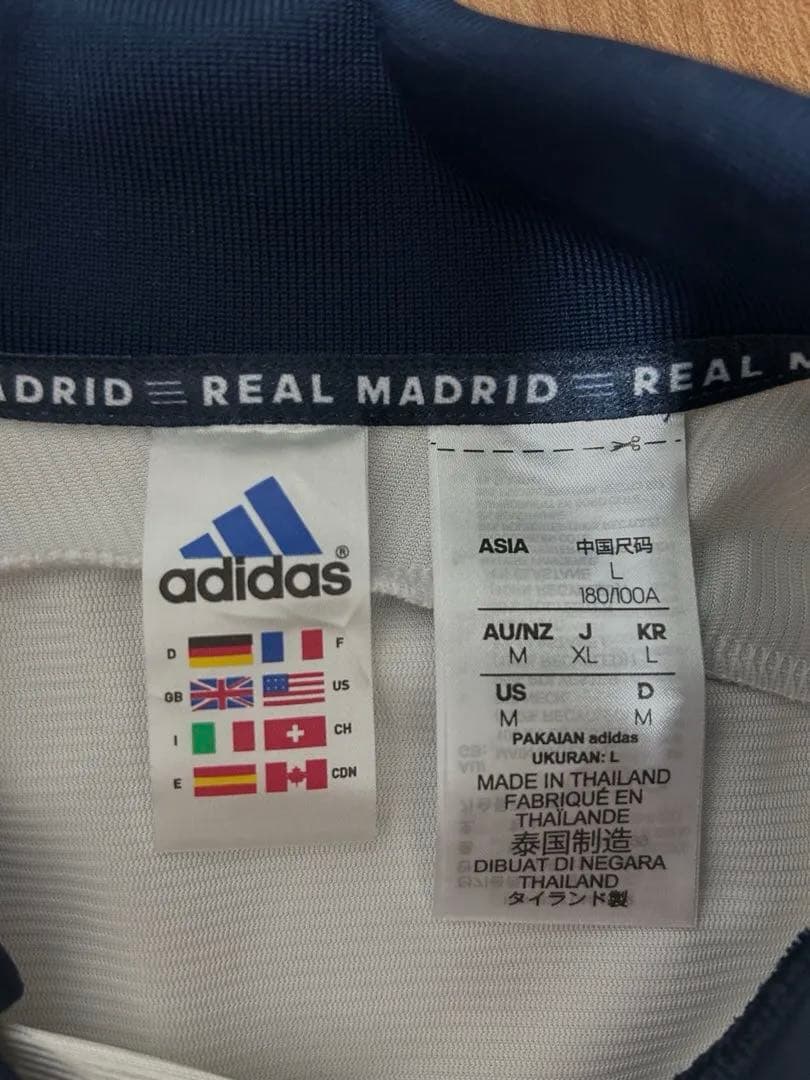 ADRID REAL MADRID REAL M
adidas®
D F
GB US
I CH
E CDN
ASIA 中国尺码
L
180/100A
AU/NZ J KR
M XL L
US D
M M
PAKAIAN adidas
UKURAN: L
MADE IN THAILAND
FABRIQUÉ EN
THAÏLANDE
泰国制造
DIBUAT DI NEGARA
THAILAND
タイランド製